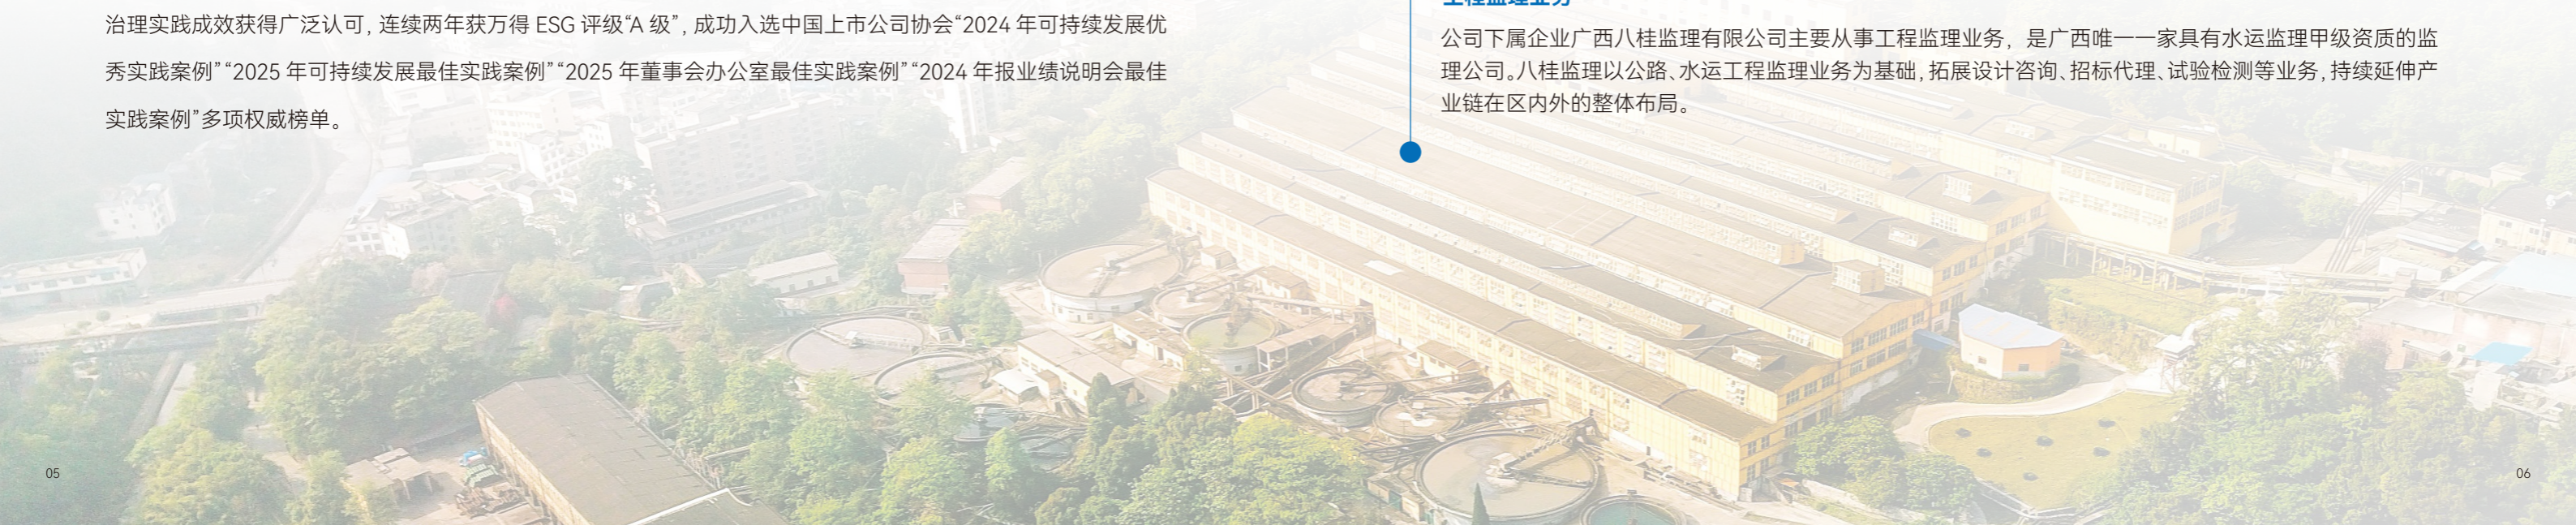 治理实践成效获得广泛认可，连续两年获万得 ESG 评级“A 级”，成功入选中国上市公司协会“2024 年可持续发展优
秀实践案例”“2025 年可持续发展最佳实践案例”“2025 年董事会办公室最佳实践案例”“2024 年报业绩说明会最佳
实践案例”多项权威榜单。
工程监理业务
公司下属企业广西八桂监理有限公司主要从事工程监理业务，是广西唯一一家具有水运监理甲级资质的监
理公司。八桂监理以公路、水运工程监理业务为基础，拓展设计咨询、招标代理、试验检测等业务，持续延伸产
业链在区内外的整体布局。
05
06